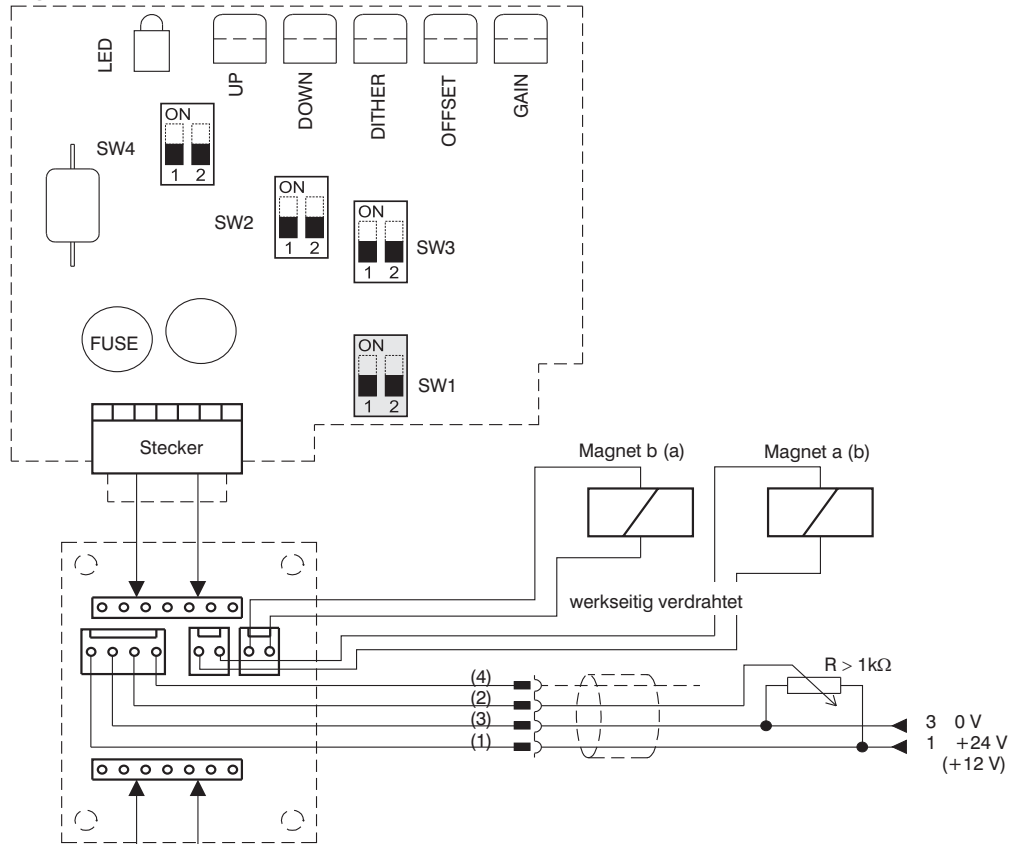 LED
UP
DOWN
DITHER
OFFSET
GAIN
ON
1 2
SW4
ON
1 2
SW2
ON
1 2
SW3
FUSE
ON
1 2
SW1
Stecker
Magnet b (a)
Magnet a (b)
werkseitig verdrahtet
R > 1kΩ
(4)
(2)
(3)
(1)
3 0 V
1 +24 V
(+12 V)